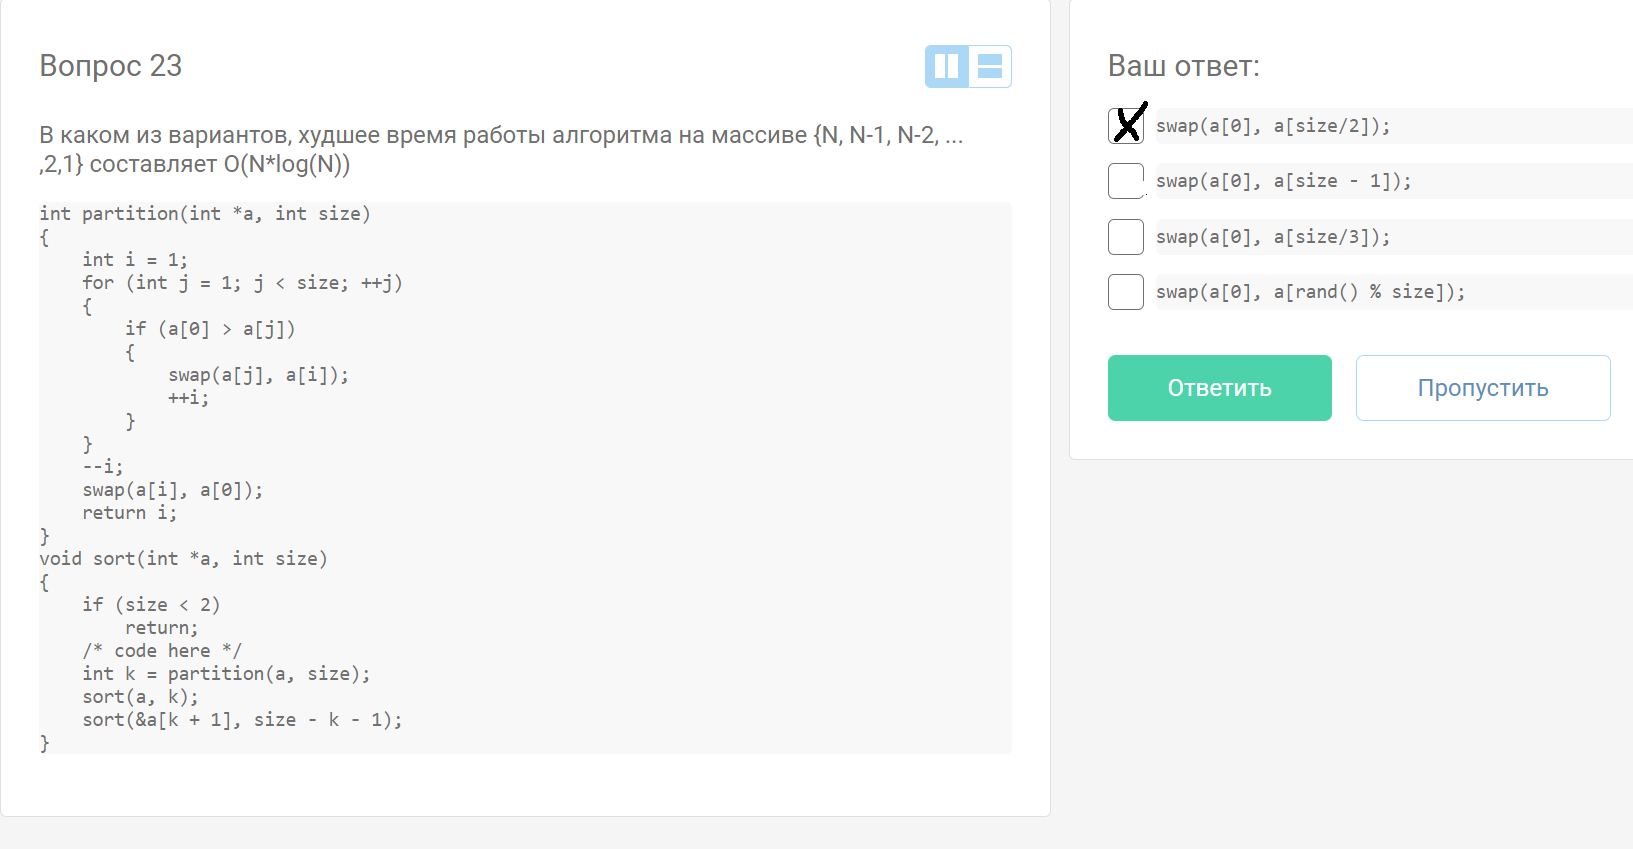 Вопрос 23
В каком из вариантов, худшее время работы алгоритма на массиве {N, N-1, N-2, ...
,2,1} составляет O(N*log(N))
int partition(int *a, int size)
{
    int i = 1;
    for (int j = 1; j < size; ++j)
    {
        if (a[0] > a[j])
        {
            swap(a[j], a[i]);
            ++i;
        }
    }
    --i;
    swap(a[i], a[0]);
    return i;
}
void sort(int *a, int size)
{
    if (size < 2)
        return;
    /* code here */
    int k = partition(a, size);
    sort(a, k);
    sort(&a[k + 1], size - k - 1);
}
Ваш ответ:
swap(a[0], a[size/2]);
swap(a[0], a[size - 1]);
swap(a[0], a[size/3]);
swap(a[0], a[rand() % size]);
Ответить
Пропустить